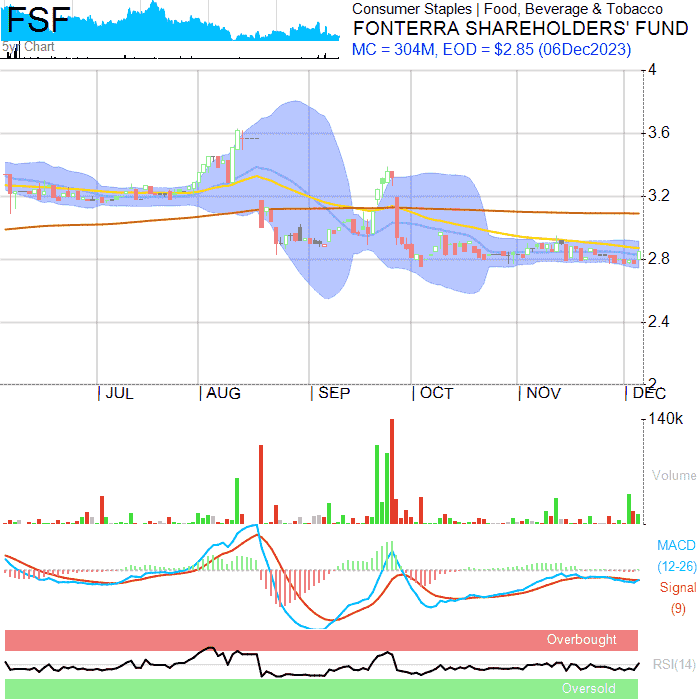 FSF
5yr Chart
Consumer Staples | Food, Beverage & Tobacco
FONTERRA SHAREHOLDERS' FUND
MC = 304M, EOD = $2.85 (06Dec2023)
4
3.6
3.2
2.8
2.4
2
JUL AUG SEP OCT NOV DEC
140k
Volume
MACD
(12-26)
Signal
(9)
Overbought
RSI(14)
Oversold